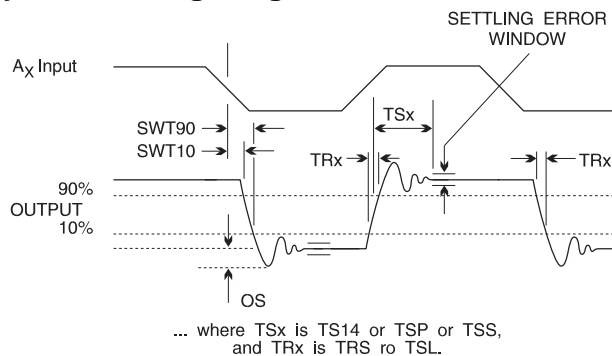 SETTLING ERROR
WINDOW
AX Input
TSx
SWT90
SWT10
TRx
TRx
90%
OUTPUT
10%
OS
... where TSx is TS14 or TSP or TSS,
and TRx is TRS ro TSL.